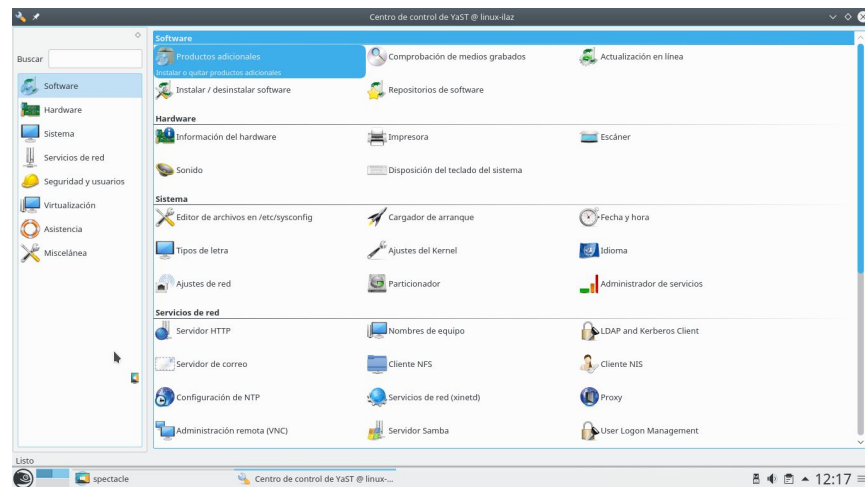 Centro de control de YaST @ linux-ilaz
Buscar
Software
Hardware
Sistema
Servicios de red
Seguridad y usuarios
Virtualización
Asistencia
Miscelánea
Software
Productos adicionales
Instalar o quitar productos adicionales
Comprobación de medios grabados
Actualización en línea
Instalar / desinstalar software
Repositorios de software
Hardware
Información del hardware
Impresora
Escáner
Sonido
Disposición del teclado del sistema
Sistema
Editor de archivos en /etc/sysconfig
Cargador de arranque
Fecha y hora
Tipos de letra
Ajustes del Kernel
Idioma
Ajustes de red
Particionador
Administrador de servicios
Servicios de red
Servidor HTTP
Nombres de equipo
LDAP and Kerberos Client
Servidor de correo
Cliente NFS
Cliente NIS
Configuración de NTP
Servicios de red (xinetd)
Proxy
Administración remota (VNC)
Servidor Samba
User Logon Management
Listo
spectacle
Centro de control de YaST @ linux-...
12:17